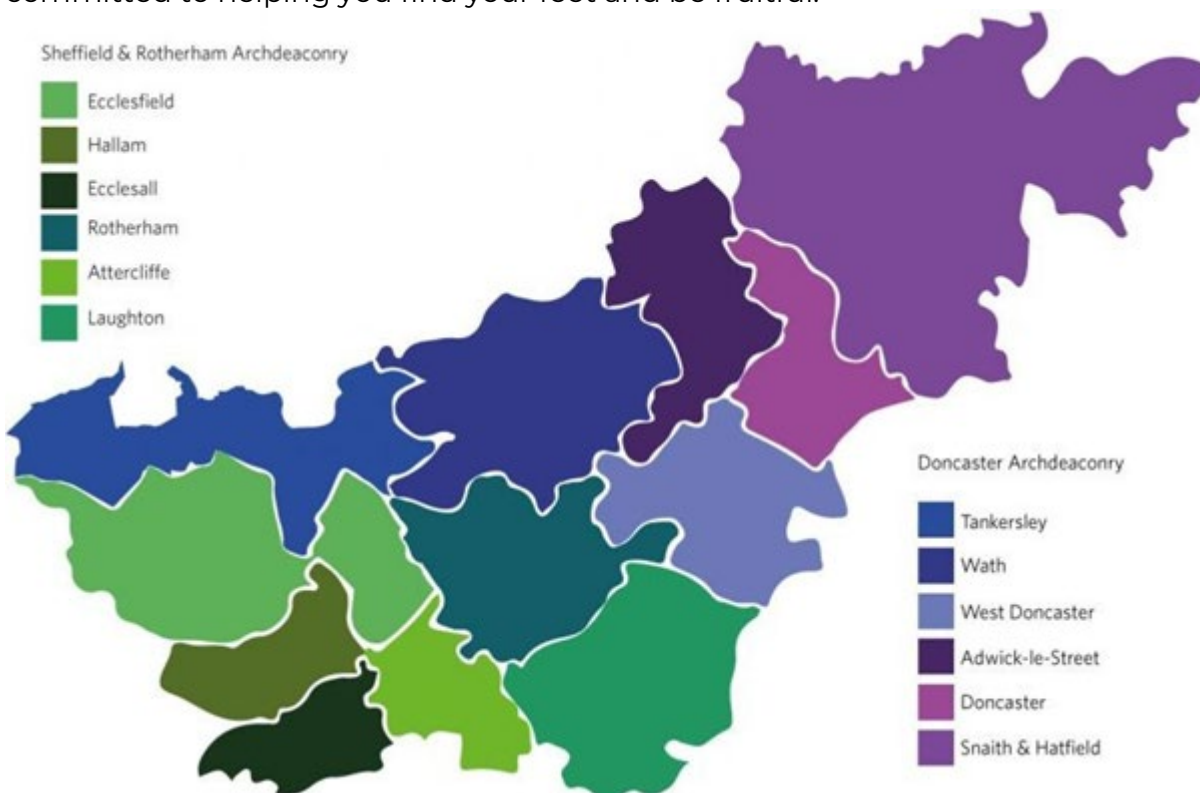 committed to helping you find your feet and be fruitful.
Sheffield & Rotherham Archdeaconry
Ecclesfield
Hallam
Ecclesall
Rotherham
Attercliffe
Laughton
Doncaster Archdeaconry
Tankersley
Wath
West Doncaster
Adwick-le-Street
Doncaster
Snaith & Hatfield